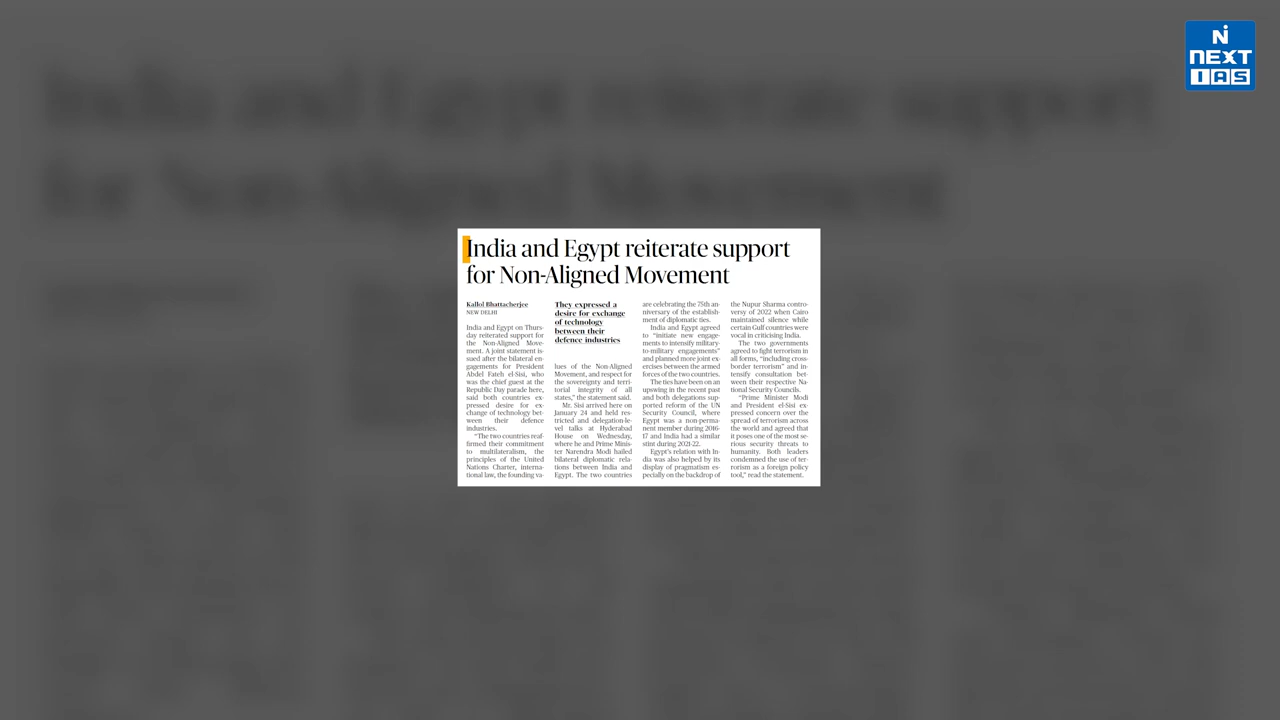 India and Egypt reiterate support
for Non-Aligned Movement
Kallol Bhattacherjee
NEW DELHI
India and Egypt on Thurs-
day reiterated support for
the Non-Aligned Move-
ment. A joint statement is-
sued after the bilateral en-
gagements for President
Abdel Fateh el-Sisi, who
was the chief guest at the
Republic Day parade here,
said both countries ex-
pressed desire for ex-
change of technology bet-
ween their defence
industries.
“The two countries reaf-
firmed their commitment
to multilateralism, the
principles of the United
Nations Charter, interna-
tional law, the founding va-
They expressed a
desire for exchange
of technology
between their
defence industries
lues of the Non-Aligned
Movement, and respect for
the sovereignty and terri-
torial integrity of all
states,” the statement said.
Mr. Sisi arrived here on
January 24 and held res-
tricted and delegation-le-
vel talks at Hyderabad
House on Wednesday,
where he and Prime Minis-
ter Narendra Modi hailed
bilateral diplomatic rela-
tions between India and
Egypt. The two countries
are celebrating the 75th an-
niversary of the establish-
ment of diplomatic ties.
India and Egypt agreed
to “initiate new engage-
ments to intensify military-
to-military engagements”
and planned more joint ex-
ercises between the armed
forces of the two countries.
The ties have been on an
upswing in the recent past
and both delegations sup-
ported reform of the UN
Security Council, where
Egypt was a non-perma-
nent member during 2016-
17 and India had a similar
stint during 2021-22.
Egypt's relation with In-
dia was also helped by its
display of pragmatism es-
pecially on the backdrop of
the Nupur Sharma contro-
versy of 2022 when Cairo
maintained silence while
certain Gulf countries were
vocal in criticising India.
The two governments
agreed to fight terrorism in
all forms, “including cross-
border terrorism” and in-
tensify consultation bet-
ween their respective Na-
tional Security Councils.
“Prime Minister Modi
and President el-Sisi ex-
pressed concern over the
spread of terrorism across
the world and agreed that
it poses one of the most se-
rious security threats to
humanity. Both leaders
condemned the use of ter-
rorism as a foreign policy
tool,” read the statement.
NEXT
IAS